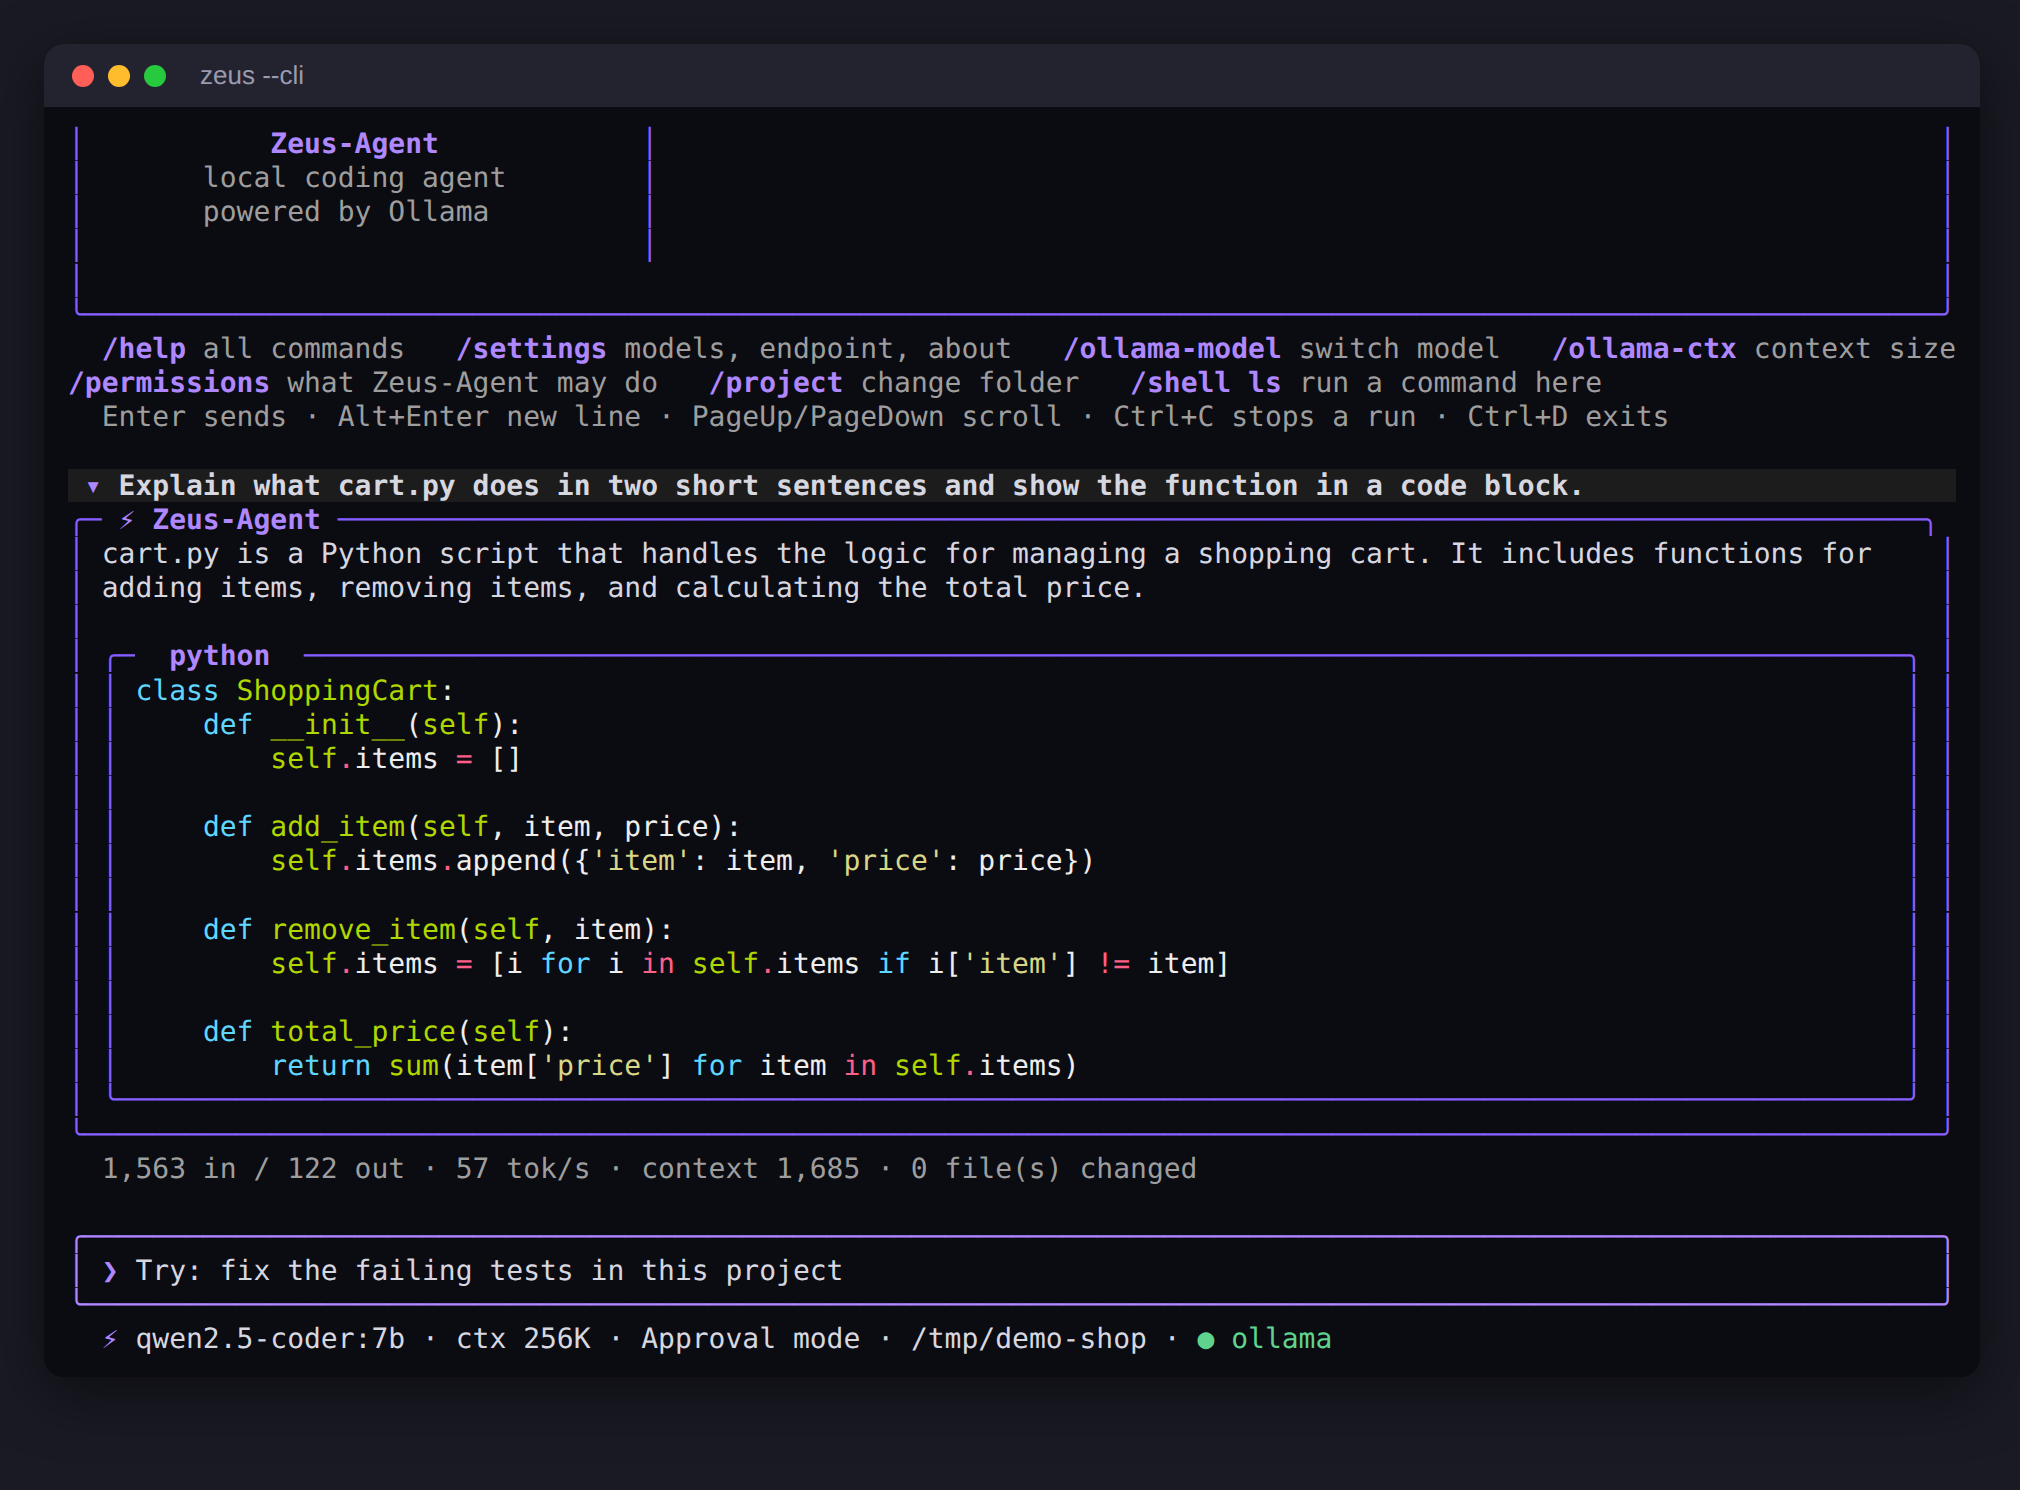 zeus --cli
Zeus-Agent
local coding agent
powered by Ollama
/help all commands   /settings models, endpoint, about   /ollama-model switch model   /ollama-ctx context size
/permissions what Zeus-Agent may do   /project change folder   /shell ls run a command here
Enter sends · Alt+Enter new line · PageUp/PageDown scroll · Ctrl+C stops a run · Ctrl+D exits
▾ Explain what cart.py does in two short sentences and show the function in a code block.
⚡ Zeus-Agent
cart.py is a Python script that handles the logic for managing a shopping cart. It includes functions for
adding items, removing items, and calculating the total price.
python
class ShoppingCart:
    def __init__(self):
        self.items = []
    def add_item(self, item, price):
        self.items.append({'item': item, 'price': price})
    def remove_item(self, item):
        self.items = [i for i in self.items if i['item'] != item]
    def total_price(self):
        return sum(item['price'] for item in self.items)
1,563 in / 122 out · 57 tok/s · context 1,685 · 0 file(s) changed
❯ Try: fix the failing tests in this project
⚡ qwen2.5-coder:7b · ctx 256K · Approval mode · /tmp/demo-shop · ● ollama